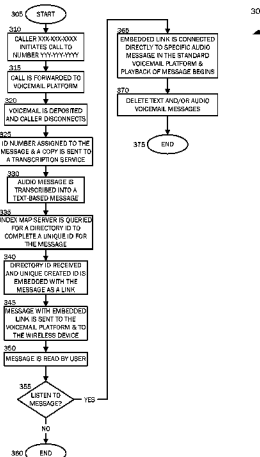 305
START
310
CALLER XXX-XXX-XXXX
INITIATES CALL TO
NUMBER YYY-YYY-YYYY
315
CALL IS FORWARDED TO
VOICEMAIL PLATFORM
320
VOICEMAIL IS DEPOSITED
AND CALLER DISCONNECTS
325
ID NUMBER ASSIGNED TO THE
MESSAGE & A COPY IS SENT TO
A TRANSCRIPTION SERVICE
330
AUDIO MESSAGE IS
TRANSCRIBED INTO A
TEXT-BASED MESSAGE
335
INDEX MAP SERVER IS QUERIED
FOR A DIRECTORY ID TO
COMPLETE A UNIQUE ID FOR
THE MESSAGE
340
DIRECTORY ID RECEIVED
AND UNIQUE CREATED ID IS
EMBEDDED WITH THE
MESSAGE AS A LINK
345
MESSAGE WITH EMBEDDED
LINK IS SENT TO THE
VOICEMAIL PLATFORM & TO
THE WIRELESS DEVICE
350
MESSAGE IS READ BY USER
355
LISTEN TO
MESSAGE?
YES
NO
360
END
365
EMBEDDED LINK IS CONNECTED
DIRECTLY TO SPECIFIC AUDIO
MESSAGE IN THE STANDARD
VOICEMAIL PLATFORM &
PLAYBACK OF MESSAGE BEGINS
370
DELETE TEXT AND/OR AUDIO
VOICEMAIL MESSAGES
375
END